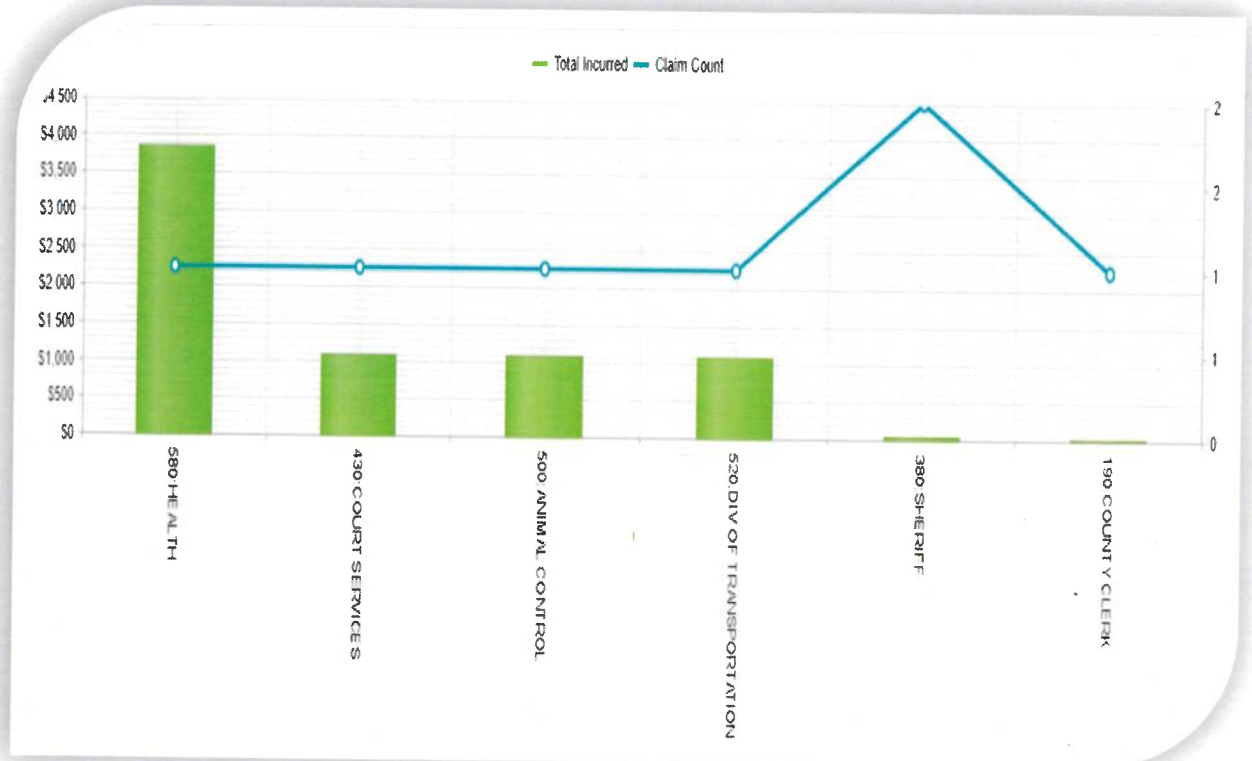 Total Incurred Claim Count
$4 500
$4 000
$3,500
$3 000
$2 500
$2 000
$1 500
$1,000
$500
$0
2
2
1
1
0
580:HEALTH
430:COURT SERVICES
500:ANIMAL CONTROL
520:DIV OF TRANSPORTATION
380:SHERIFF
190 COUNTY CLERK